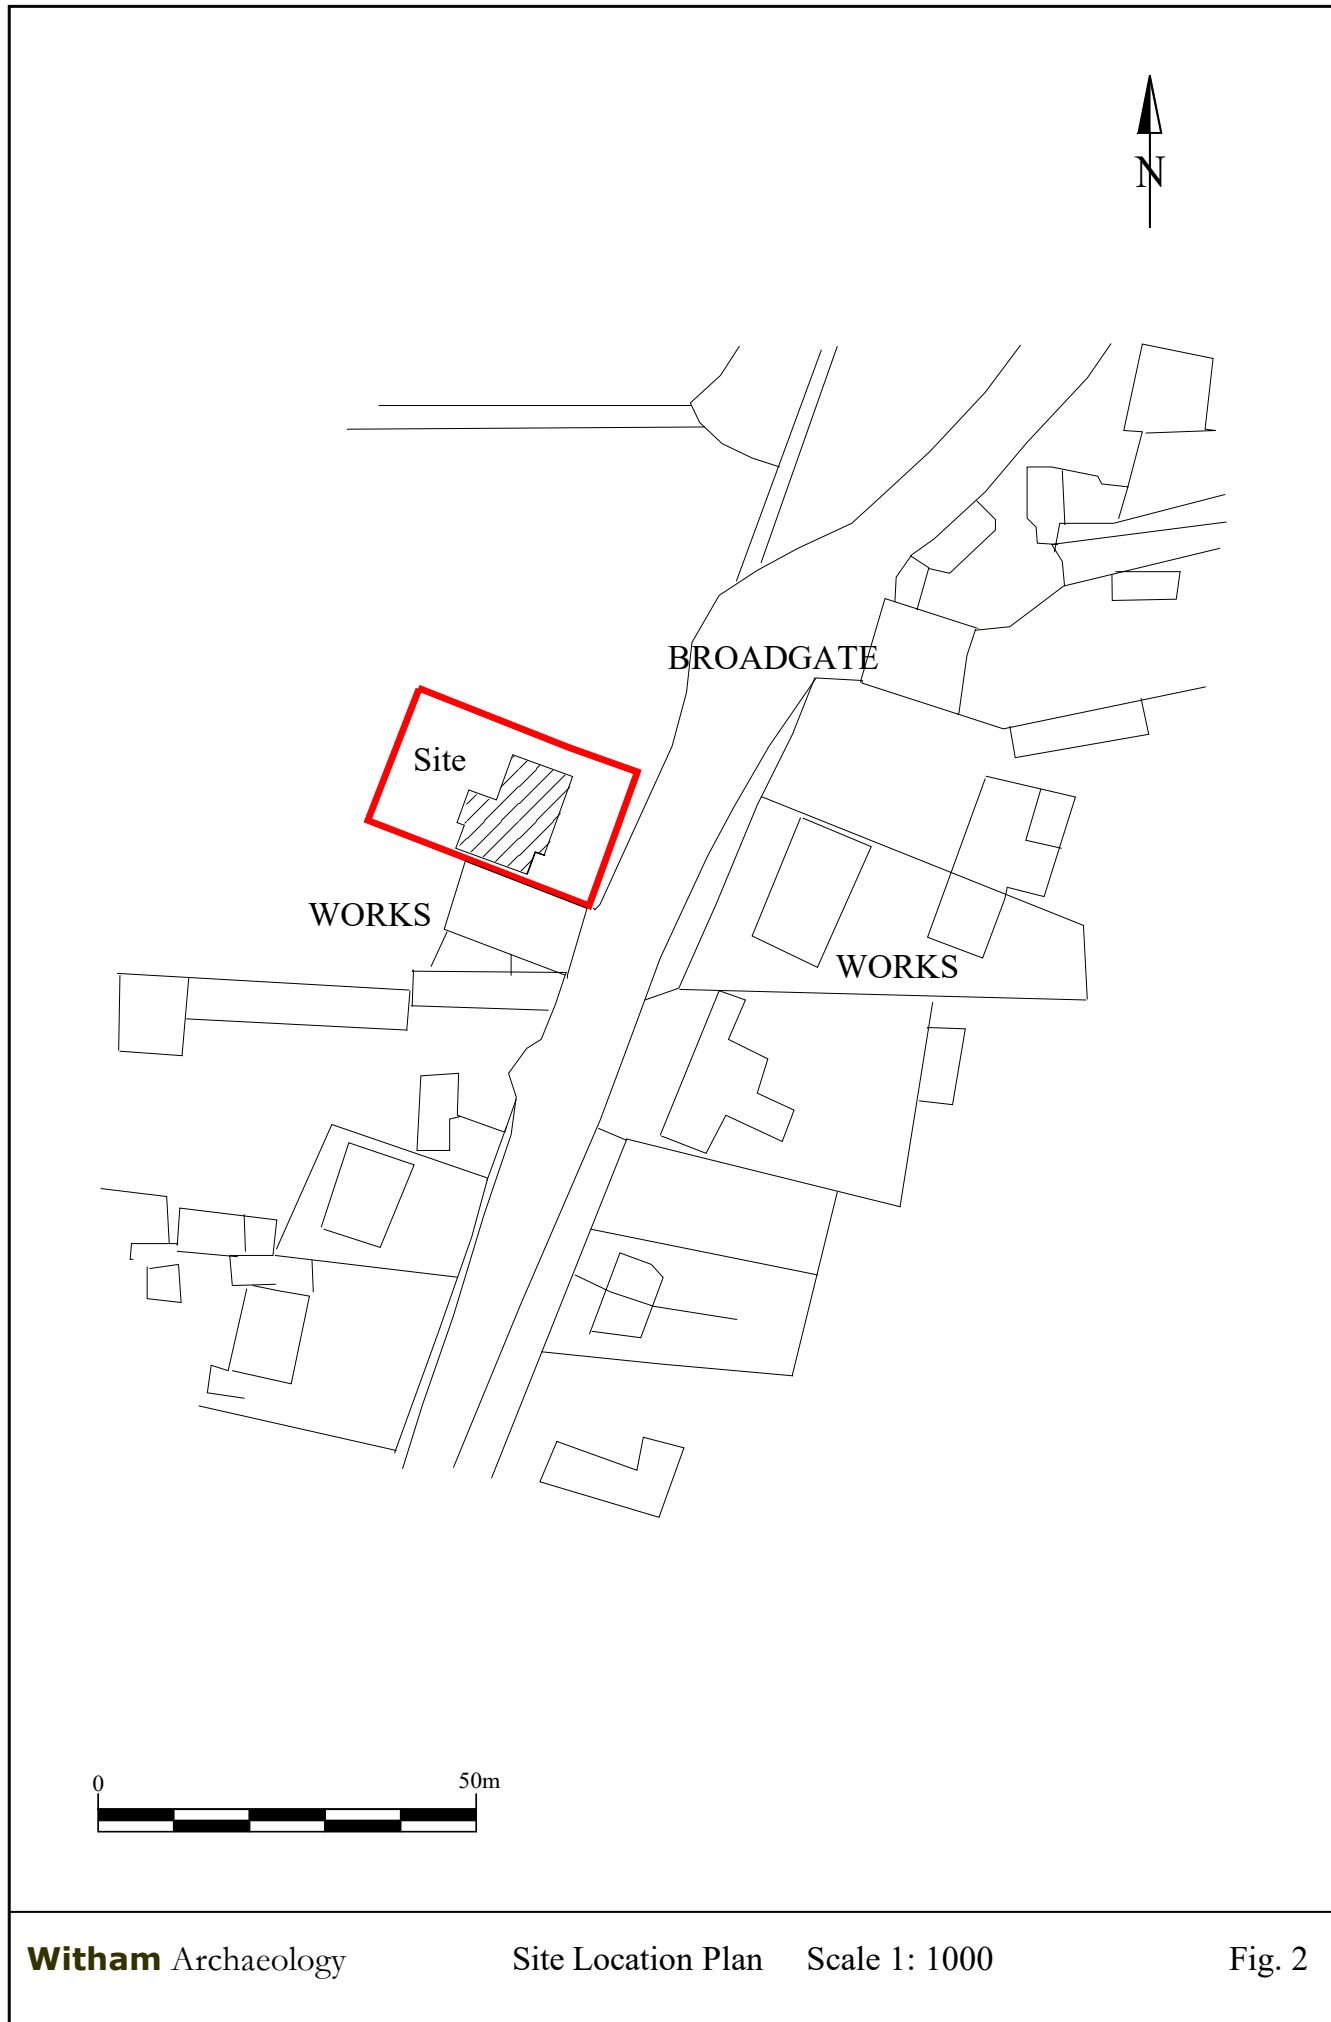 N
BROADGATE
Site
WORKS
WORKS
0 50m
Witham Archaeology Site Location Plan Scale 1: 1000 Fig. 2